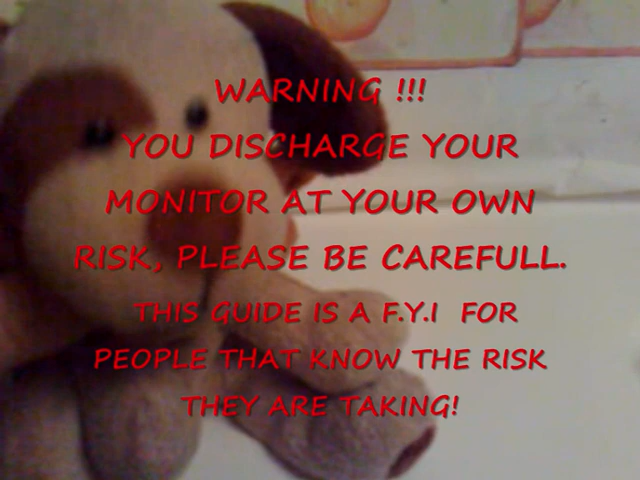 WARNING !!!
YOU DISCHARGE YOUR
MONITOR AT YOUR OWN
RISK, PLEASE BE CAREFULL.
THIS GUIDE IS A F.Y.I FOR
PEOPLE THAT KNOW THE RISK
THEY ARE TAKING!